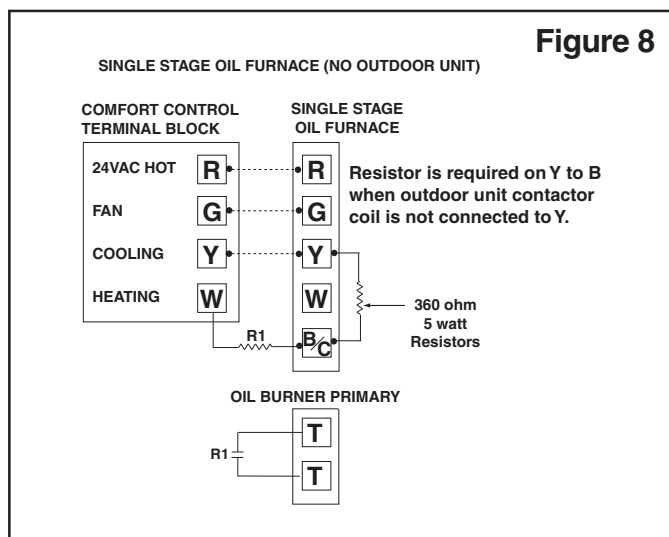 Figure 8
SINGLE STAGE OIL FURNACE (NO OUTDOOR UNIT)
COMFORT CONTROL
TERMINAL BLOCK
SINGLE STAGE
OIL FURNACE
24VAC HOT R R
FAN G G
COOLING Y Y
HEATING W W
R1 B/C
Resistor is required on Y to B
when outdoor unit contactor
coil is not connected to Y.
360 ohm
5 watt
Resistors
OIL BURNER PRIMARY
T
R1
T